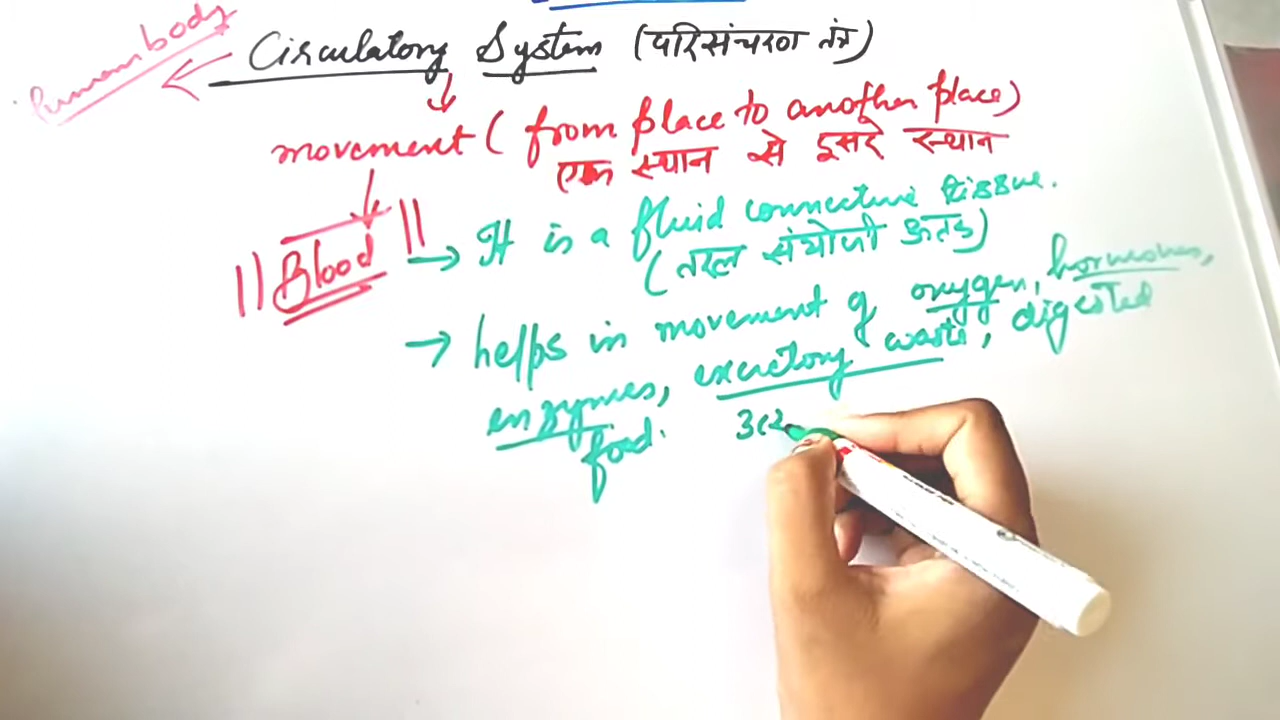 Human body
Circulatory System (परिसंचरण तंत्र)
movement ( from place to another place)
एक स्थान से दूसरे स्थान
|| Blood || → It is a fluid connective tissue.
(तरल संयोजी ऊतक)
→ helps in movement of oxygen, hormones,
enzymes, excretory waste, digested
food.